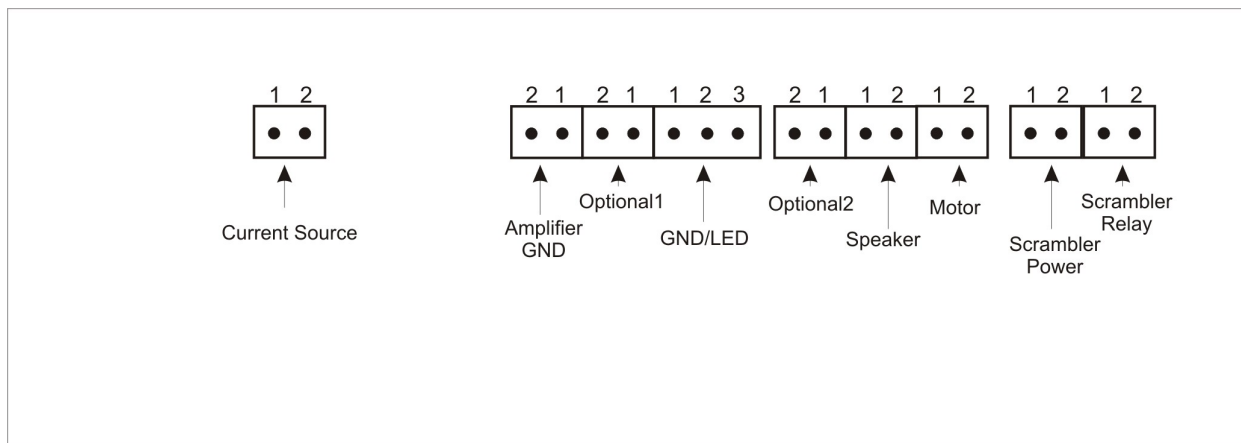 1 2
2 1 2 1 1 2 3
2 1 1 2 1 2
1 2 1 2
Current Source
Amplifier
GND
Optional1
GND/LED
Optional2
Speaker
Motor
Scrambler
Power
Scrambler
Relay